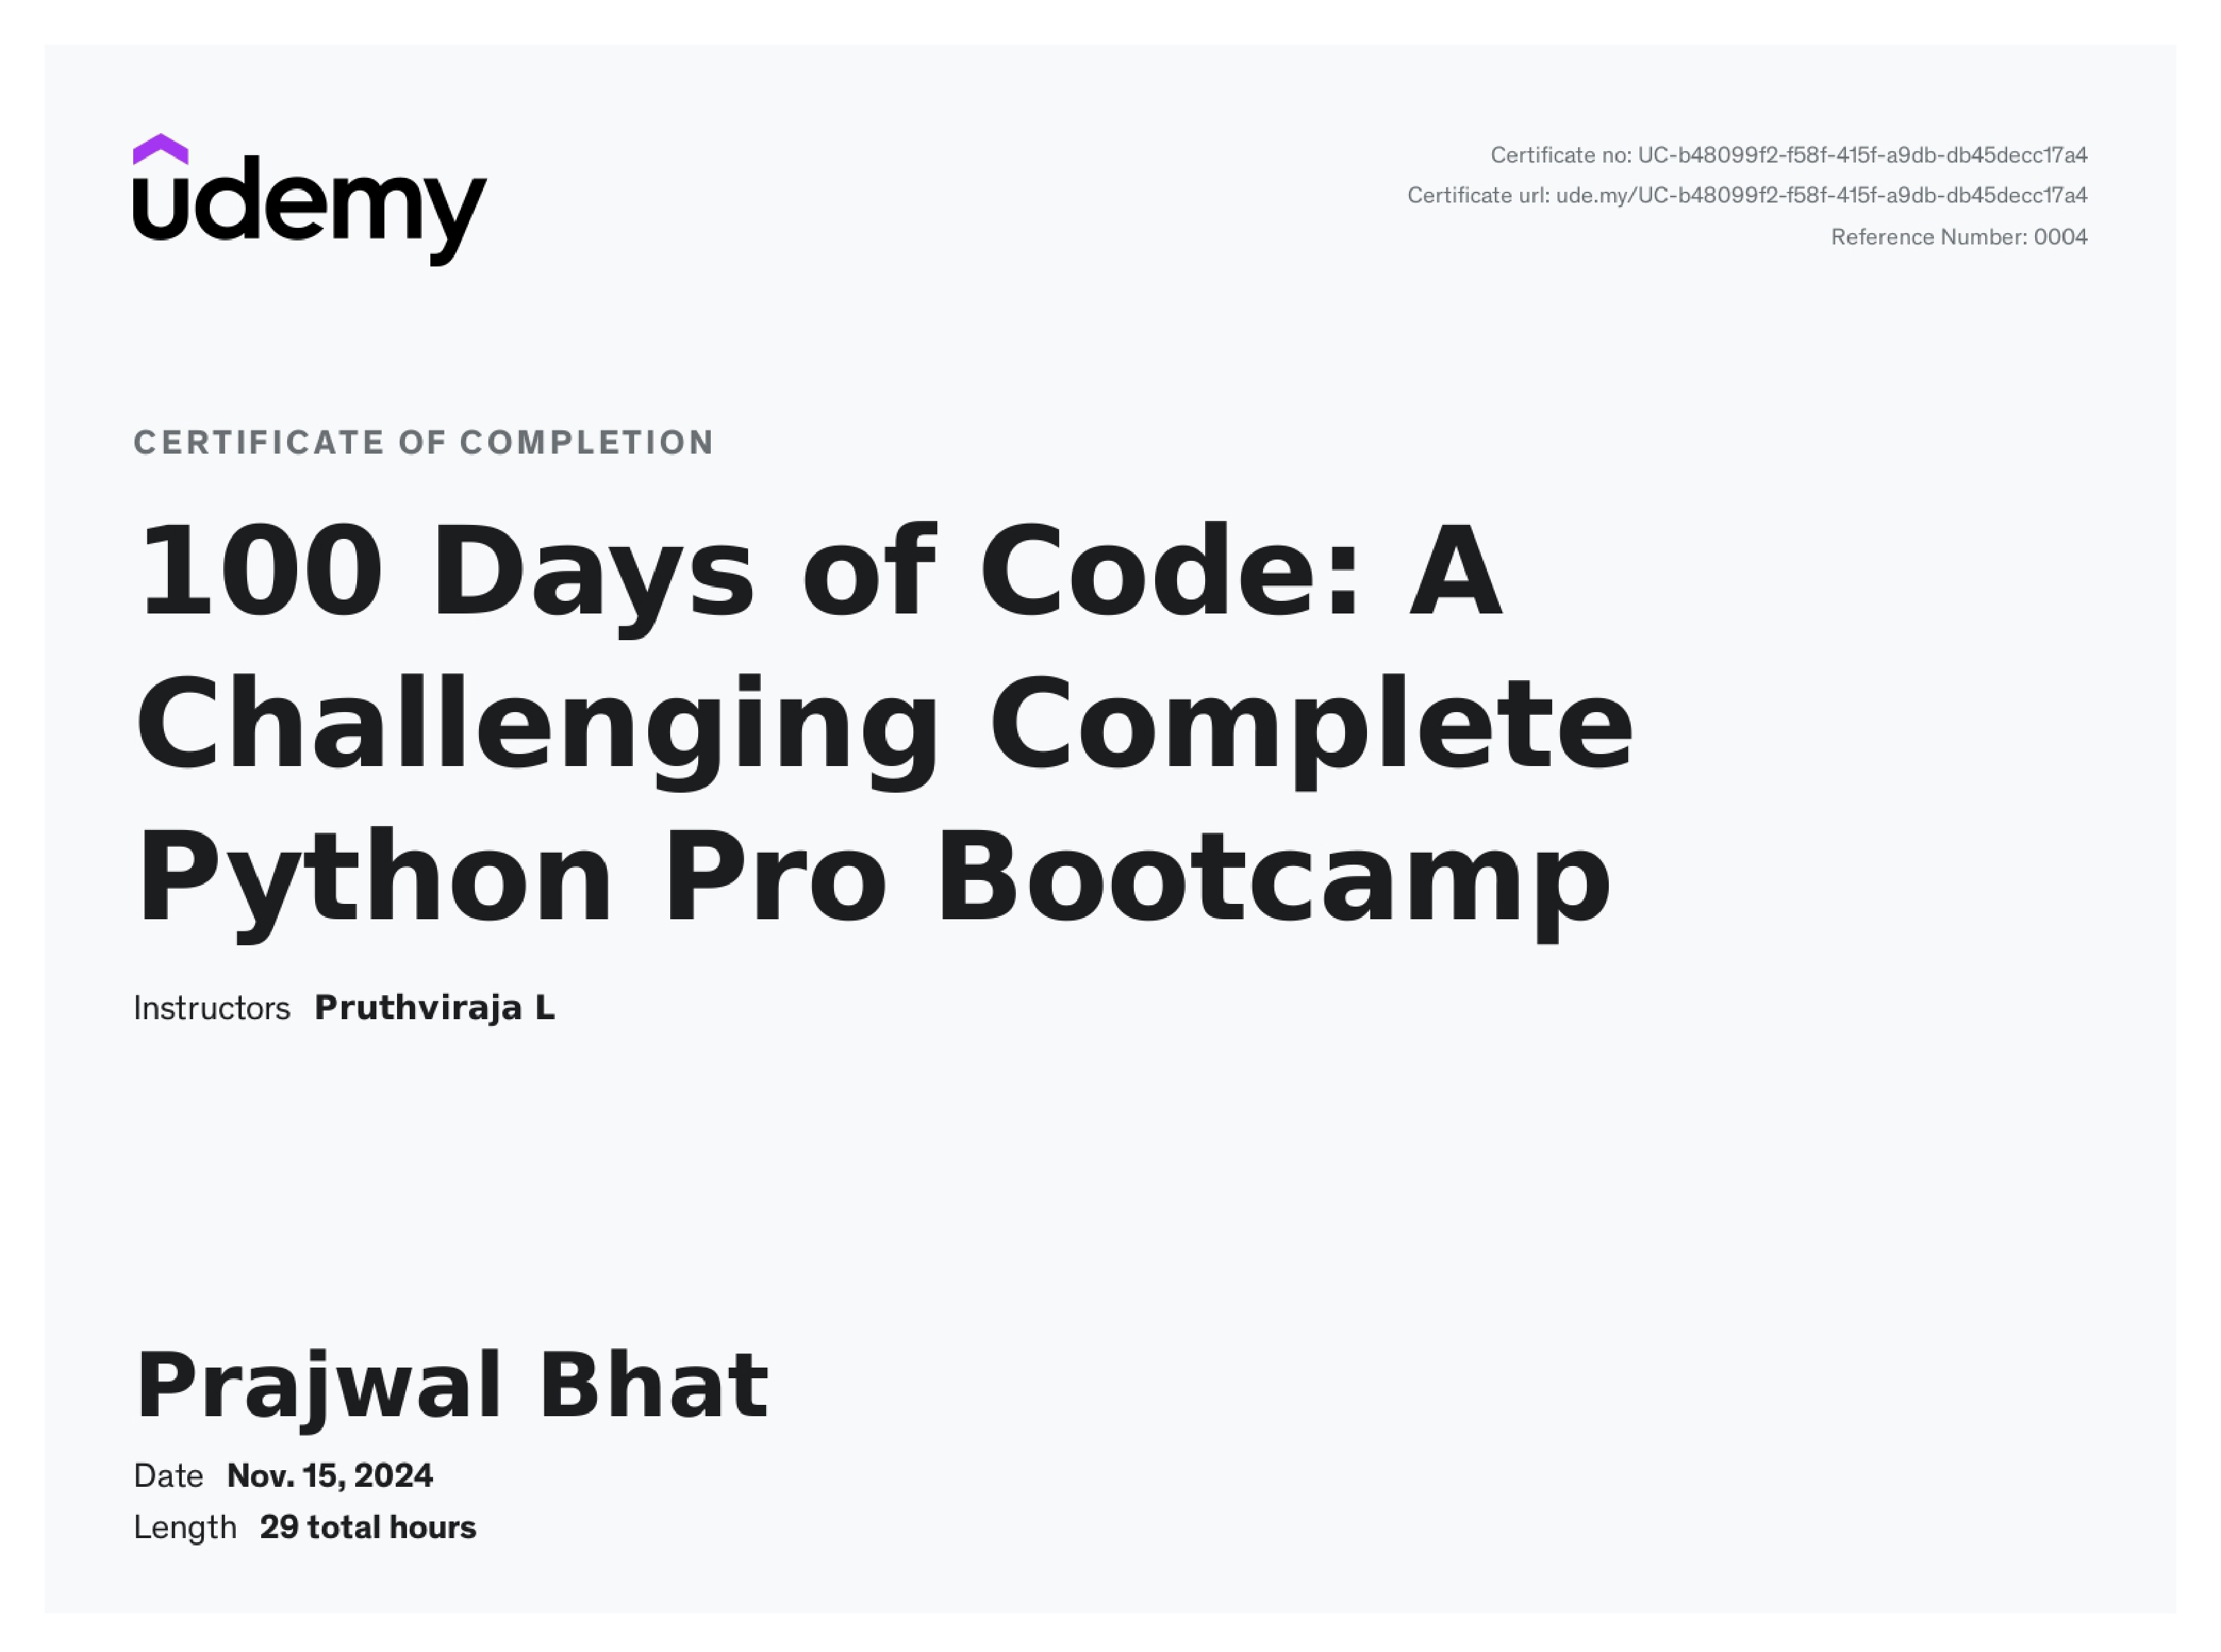 udemy
Certificate no: UC-b48099f2-f58f-415f-a9db-db45decc17a4
Certificate url: ude.my/UC-b48099f2-f58f-415f-a9db-db45decc17a4
Reference Number: 0004
CERTIFICATE OF COMPLETION
100 Days of Code: A
Challenging Complete
Python Pro Bootcamp
Instructors Pruthviraja L
Prajwal Bhat
Date Nov. 15, 2024
Length 29 total hours